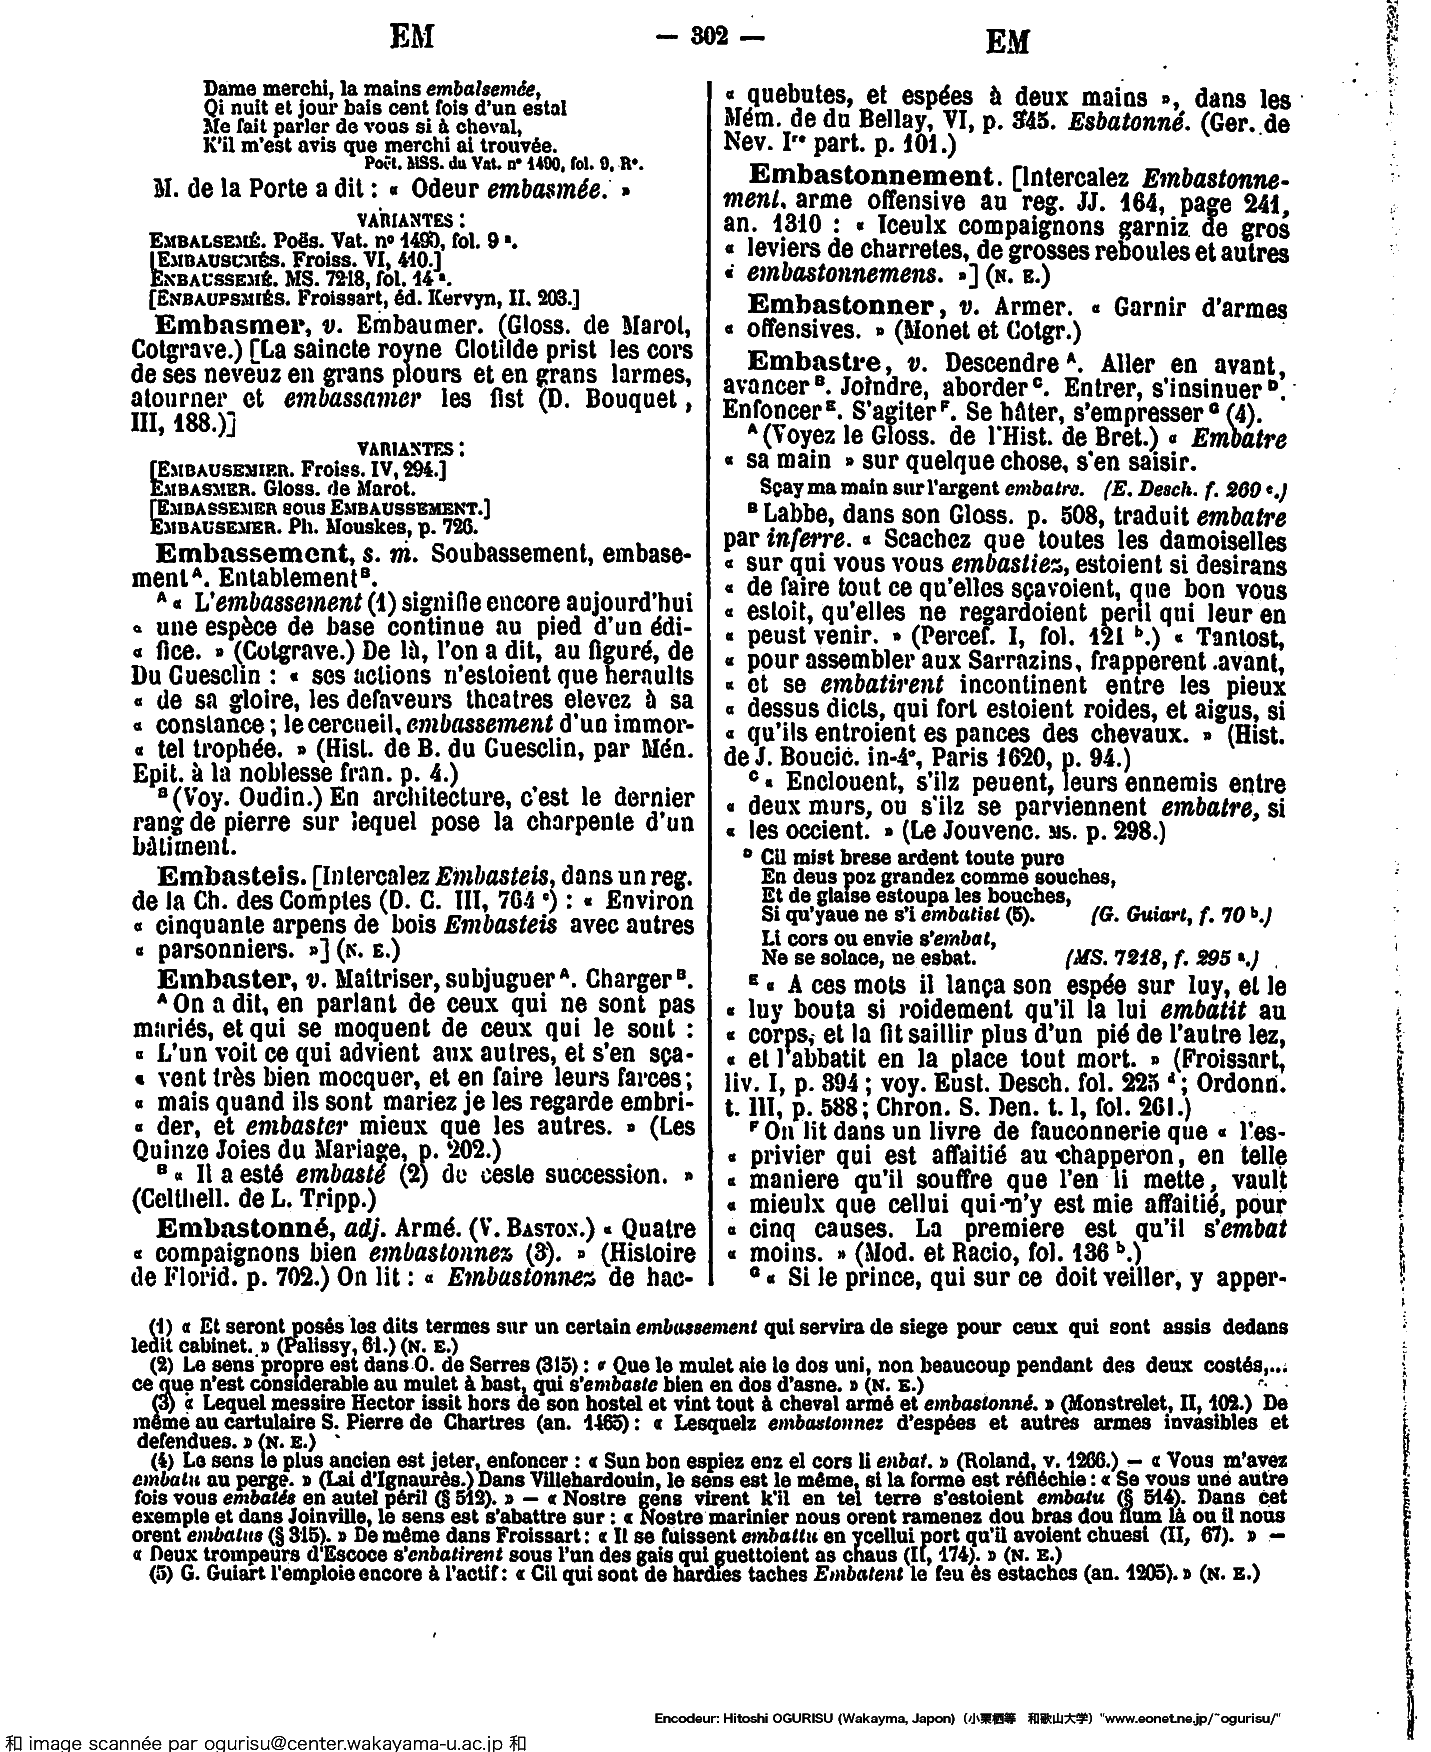 EM
— 302 —
EM
Dame merchi, la mains embalsemée,
Qi nuit et jour bais cent fois d'un estal
Me fait parler de vous si à cheval,
K'il m'est avis que merchi ai trouvée.
Poët. MSS. du Vat. n° 1490, fol. 9, R°.
M. de la Porte a dit : « Odeur embasmée. »
VARIANTES :
EMBALSEMÉ. Poës. Vat. n° 1490, fol. 9 a.
[EMBAUSUMÉS. Froiss. VI, 410.]
ENBAUSSEMÉ. MS. 7218, fol. 14 a.
[ENBAUPSMIÉS. Froissart, éd. Kervyn, II. 203.]
Embasmer, v. Embaumer. (Gloss. de Marot,
Cotgrave.) [La saincte royne Clotilde prist les cors
de ses neveuz en grans plours et en grans larmes,
atourner et embassamer les fist (D. Bouquet,
III, 188.)]
VARIANTES :
[EMBAUSEMIER. Froiss. IV, 294.]
EMBASMER. Gloss. de Marot.
[EMBASSEMER sous EMBAUSSEMENT.]
EMBAUSEMER. Ph. Mouskes, p. 726.
Embassement, s. m. Soubassement, embase-
ment A. Entablement B.
A « L'embassement (1) signifie encore aujourd'hui
« une espèce de base continue au pied d'un édi-
« fice. » (Cotgrave.) De là, l'on a dit, au figuré, de
Du Guesclin : « ses actions n'estoient que heraults
« de sa gloire, les defaveurs theatres elevez à sa
« constance ; le cercueil, embassement d'un immor-
« tel trophée. » (Hist. de B. du Guesclin, par Mén.
Epit. à la noblesse fran. p. 4.)
B (Voy. Oudin.) En architecture, c'est le dernier
rang de pierre sur lequel pose la charpente d'un
bâtiment.
Embasteis. [Intercalez Embasteis, dans un reg.
de la Ch. des Comptes (D. C. III, 764 c) : « Environ
« cinquante arpens de bois Embasteis avec autres
« parsonniers. »] (N. E.)
Embaster, v. Maîtriser, subjuguer A. Charger B.
A On a dit, en parlant de ceux qui ne sont pas
mariés, et qui se moquent de ceux qui le sont :
« L'un voit ce qui advient aux autres, et s'en sça-
« vent très bien mocquer, et en faire leurs farces ;
« mais quand ils sont mariez je les regarde embri-
« der, et embaster mieux que les autres. » (Les
Quinze Joies du Mariage, p. 202.)
B « Il a esté embasté (2) de ceste succession. »
(Celthell. de L. Tripp.)
Embastonné, adj. Armé. (V. BASTON.) « Quatre
« compaignons bien embastonnez (3). » (Histoire
de Florid. p. 702.) On lit : « Embastonnez de hac-
« quebutes, et espées à deux mains », dans les
Mém. de du Bellay, VI, p. 345. Esbatonné. (Ger. de
Nev. Ire part. p. 101.)
Embastonnement. [Intercalez Embastonne-
ment, arme offensive au reg. JJ. 164, page 241,
an. 1310 : « Iceulx compaignons garniz de gros
« leviers de charretes, de grosses reboules et autres
« embastonnemens. »] (N. E.)
Embastonner, v. Armer. « Garnir d'armes
« offensives. » (Monet et Cotgr.)
Embastre, v. Descendre A. Aller en avant,
avancer B. Joindre, aborder C. Entrer, s'insinuer D.
Enfoncer E. S'agiter F. Se hâter, s'empresser G (4).
A (Voyez le Gloss. de l'Hist. de Bret.) « Embatre
« sa main » sur quelque chose, s'en saisir.
Sçay ma main sur l'argent embatre. (E. Desch. f. 260 c.)
B Labbe, dans son Gloss. p. 508, traduit embatre
par inferre. « Scachez que toutes les damoiselles
« sur qui vous vous embastiez, estoient si desirans
« de faire tout ce qu'elles sçavoient, que bon vous
« estoit, qu'elles ne regardoient peril qui leur en
« peust venir. » (Percef. I, fol. 121 b.) « Tantost,
« pour assembler aux Sarrazins, frapperent avant,
« et se embatirent incontinent entre les pieux
« dessus dicts, qui fort estoient roides, et aigus, si
« qu'ils entroient es pances des chevaux. » (Hist.
de J. Boucic. in-4°, Paris 1620, p. 94.)
C « Enclouent, s'ilz peuent, leurs ennemis entre
« deux murs, ou s'ilz se parviennent embatre, si
« les occient. » (Le Jouvenc. MS. p. 298.)
D Cil mist brese ardent toute pure
En deus poz grandez comme souches,
Et de glaise estoupa les bouches,
Si qu'yaue ne s'i embatist (5). (G. Guiart, f. 70 b.)
Li cors ou envie s'embat,
Ne se solace, ne esbat. (MS. 7218, f. 295 a.)
E « A ces mots il lança son espée sur luy, et le
« luy bouta si roidement qu'il la lui embatit au
« corps, et la fit saillir plus d'un pié de l'autre lez,
« et l'abbatit en la place tout mort. » (Froissart,
liv. I, p. 394 ; voy. Eust. Desch. fol. 225 d ; Ordonn.
t. III, p. 588 ; Chron. S. Den. t. I, fol. 261.)
F On lit dans un livre de fauconnerie que « l'es-
« privier qui est affaitié au chapperon, en telle
« maniere qu'il souffre que l'en li mette, vault
« mieulx que cellui qui n'y est mie affaitié, pour
« cinq causes. La premiere est qu'il s'embat
« moins. » (Mod. et Racio, fol. 136 b.)
G « Si le prince, qui sur ce doit veiller, y apper-
(1) « Et seront posés les dits termes sur un certain embassement qui servira de siege pour ceux qui sont assis dedans
ledit cabinet. » (Palissy, 61.) (N. E.)
(2) Le sens propre est dans O. de Serres (315) : « Que le mulet aie le dos uni, non beaucoup pendant des deux costés,...
ce que n'est considerable au mulet à bast, qui s'embaste bien en dos d'asne. » (N. E.)
(3) « Lequel messire Hector issit hors de son hostel et vint tout à cheval armé et embastonné. » (Monstrelet, II, 102.) De
même au cartulaire S. Pierre de Chartres (an. 1465) : « Lesquelz embastonnez d'espées et autres armes invasibles et
defendues. » (N. E.)
(4) Le sens le plus ancien est jeter, enfoncer : « Sun bon espiez enz el cors li enbat. » (Roland, v. 1266.) — « Vous m'avez
embatu au perge. » (Lai d'Ignaurès.) Dans Villehardouin, le sens est le même, si la forme est réfléchie : « Se vous une autre
fois vous embatés en autel péril (§ 512). » — « Nostre gens virent k'il en tel terre s'estoient embatu (§ 514). Dans cet
exemple et dans Joinville, le sens est s'abattre sur : « Nostre marinier nous orent ramenez dou bras dou flum là ou il nous
orent embatus (§ 315). » De même dans Froissart : « Il se fuissent embattu en ycellui port qu'il avoient chuesi (II, 67). » —
« Deux trompeurs d'Escoce s'enbatirent sous l'un des gais qui guettoient as chaus (II, 174). » (N. E.)
(5) G. Guiart l'emploie encore à l'actif : « Cil qui sont de hardies taches Embatent le feu ès estaches (an. 1205). » (N. E.)
Encodeur: Hitoshi OGURISU (Wakayma, Japon) (小栗栖等 和歌山大学) "www.eonet.ne.jp/~ogurisu/"
和 image scannée par ogurisu@center.wakayama-u.ac.jp 和